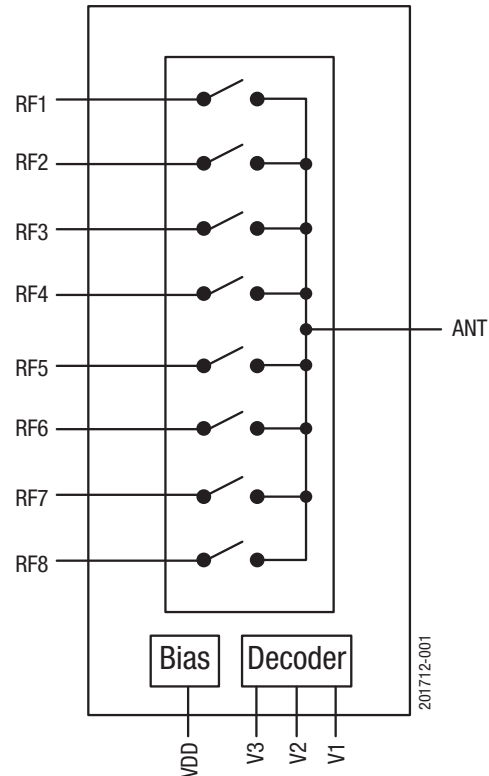 RF1
RF2
RF3
RF4
ANT
RF5
RF6
RF7
RF8
Bias
Decoder
201712-001
VDD
V3
V2
V1